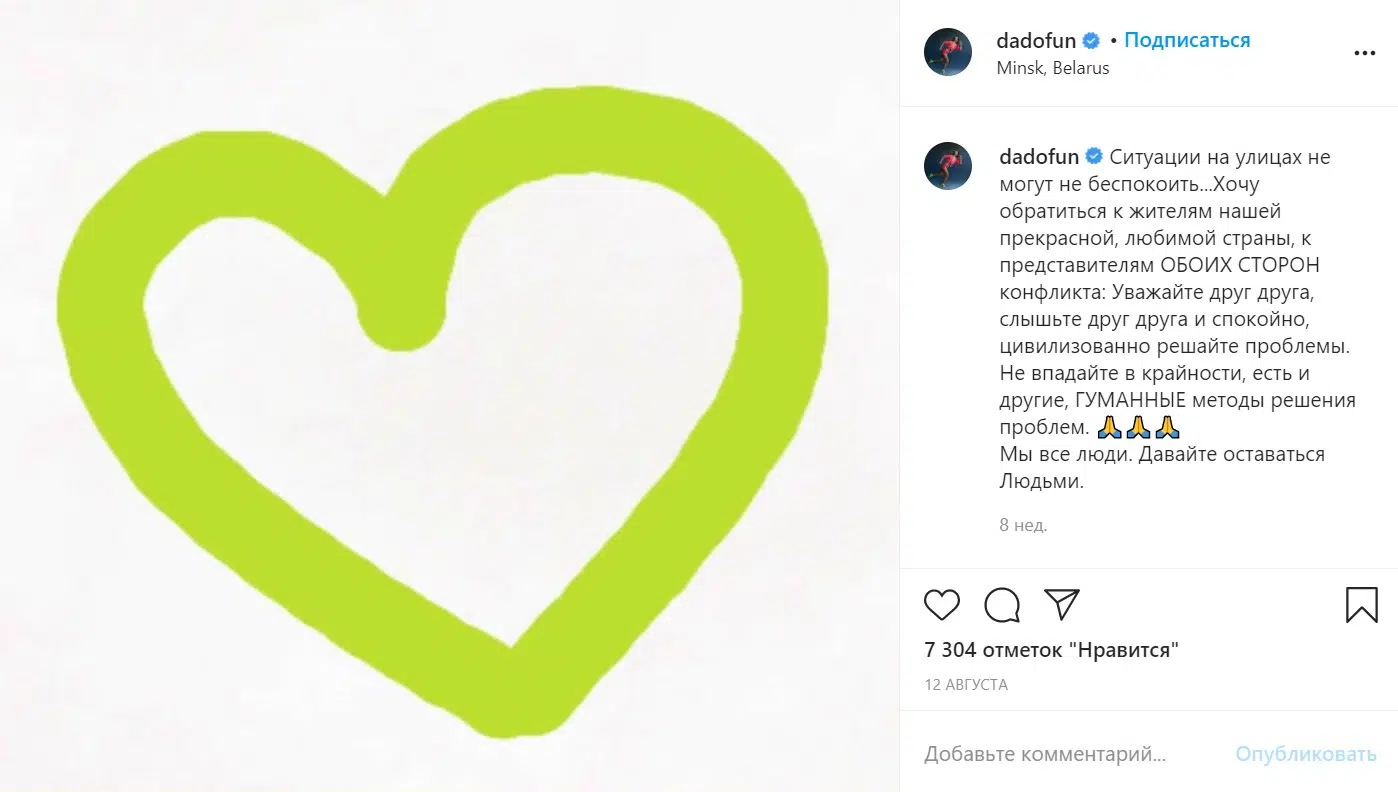 dadofun • Подписаться
Minsk, Belarus
dadofun Ситуации на улицах не
могут не беспокоить...Хочу
обратиться к жителям нашей
прекрасной, любимой страны, к
представителям ОБОИХ СТОРОН
конфликта: Уважайте друг друга,
слышьте друг друга и спокойно,
цивилизованно решайте проблемы.
Не впадайте в крайности, есть и
другие, ГУМАННЫЕ методы решения
проблем. 🙏🙏🙏
Мы все люди. Давайте оставаться
Людьми.
8 нед.
7 304 отметок "Нравится"
12 АВГУСТА
Добавьте комментарий... Опубликовать